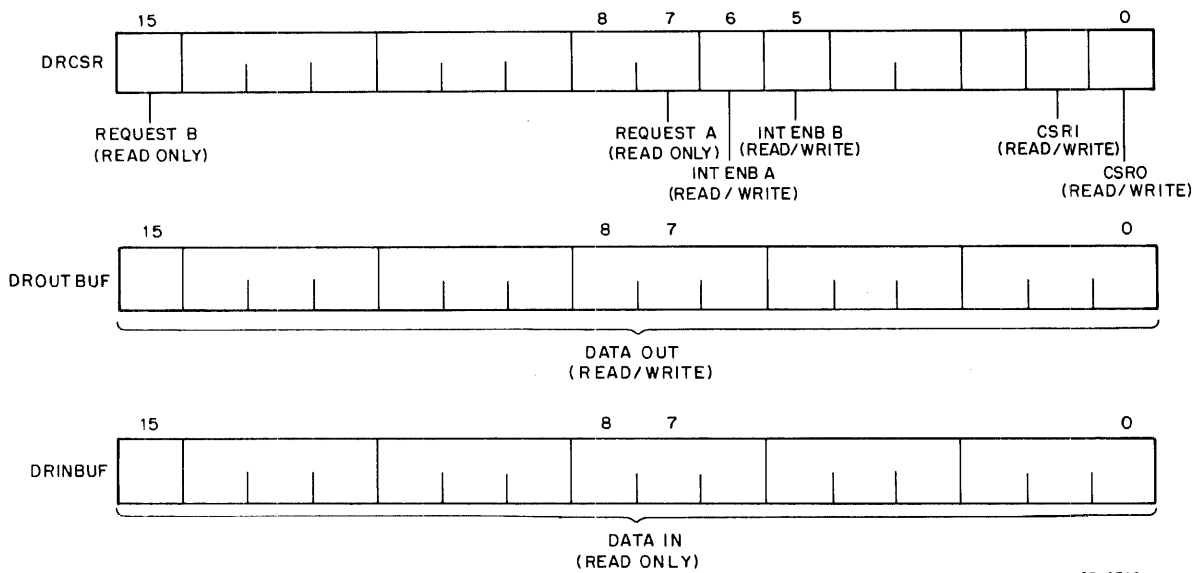 15 8 7 6 5 0
DRCSR
REQUEST B
(READ ONLY)
REQUEST A
(READ ONLY)
INT ENB A
(READ/WRITE)
INT ENB B
(READ/WRITE)
CSR1
(READ/WRITE)
CSR0
(READ/WRITE)
15 8 7 0
DROUTBUF
DATA OUT
(READ/WRITE)
15 8 7 0
DRINBUF
DATA IN
(READ ONLY)